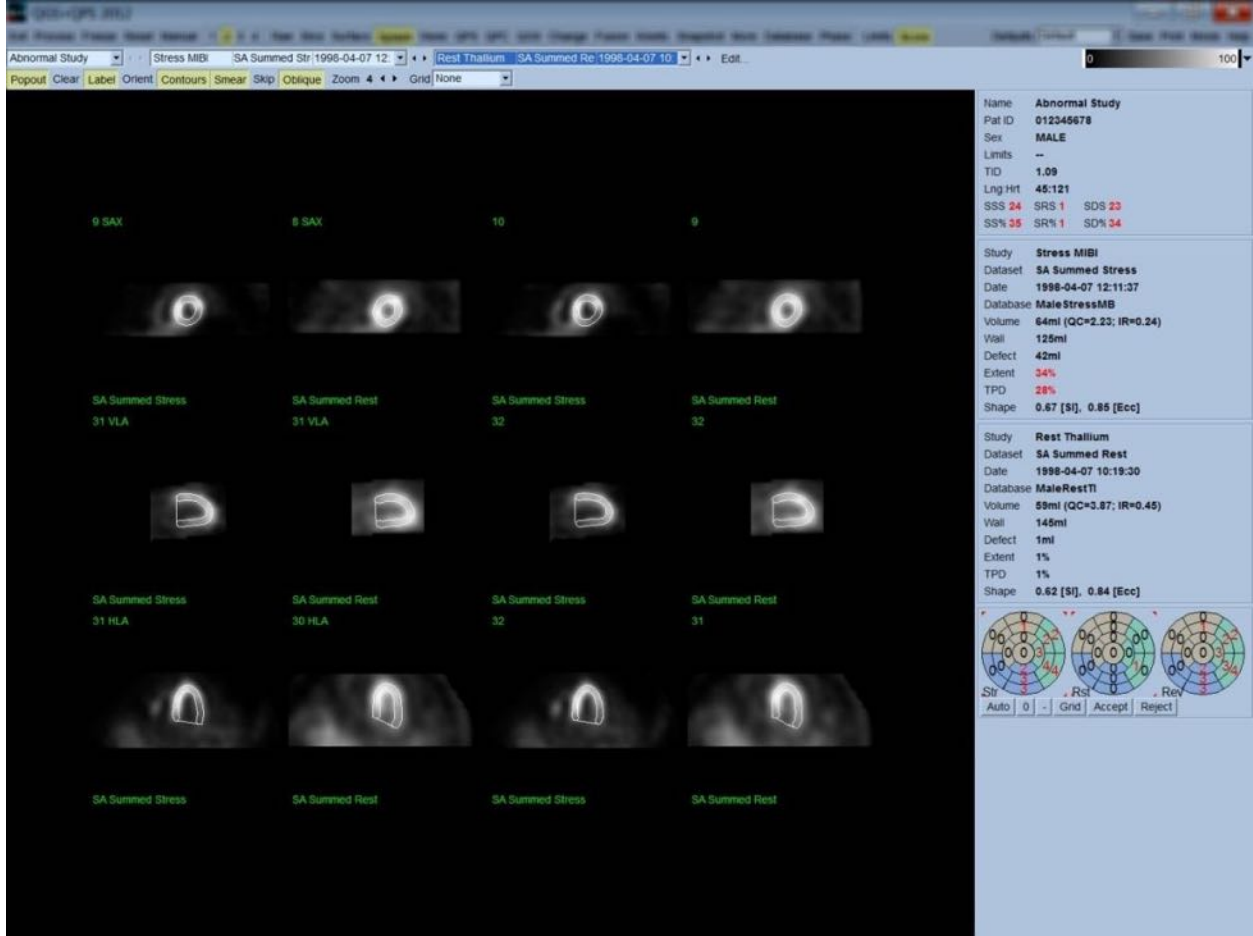 QGS+QPS 2012
Abnormal Study Stress MIBI SA Summed Str 1998-04-07 12: Rest Thallium SA Summed Re 1998-04-07 10 Edit... 0 100
Popout Clear Label Orient Contours Smear Skip Oblique Zoom 4 Grid None
9 SAX 8 SAX 10 9
SA Summed Stress SA Summed Rest SA Summed Stress SA Summed Rest
31 VLA 31 VLA 32 32
SA Summed Stress SA Summed Rest SA Summed Stress SA Summed Rest
31 HLA 30 HLA 32 31
SA Summed Stress SA Summed Rest SA Summed Stress SA Summed Rest
Name Abnormal Study
Pat ID 012345678
Sex MALE
Limits --
TID 1.09
Lng:Hrt 45:121
SSS 24 SRS 1 SDS 23
SS% 35 SR% 1 SD% 34
Study Stress MIBI
Dataset SA Summed Stress
Date 1998-04-07 12:11:37
Database MaleStressMB
Volume 64ml (QC=2.23; IR=0.24)
Wall 125ml
Defect 42ml
Extent 34%
TPD 28%
Shape 0.67 [SI], 0.85 [Ecc]
Study Rest Thallium
Dataset SA Summed Rest
Date 1998-04-07 10:19:30
Database MaleRestTl
Volume 59ml (QC=3.87; IR=0.45)
Wall 145ml
Defect 1ml
Extent 1%
TPD 1%
Shape 0.62 [SI], 0.84 [Ecc]
Str Rst Rev
Auto 0 - Grid Accept Reject